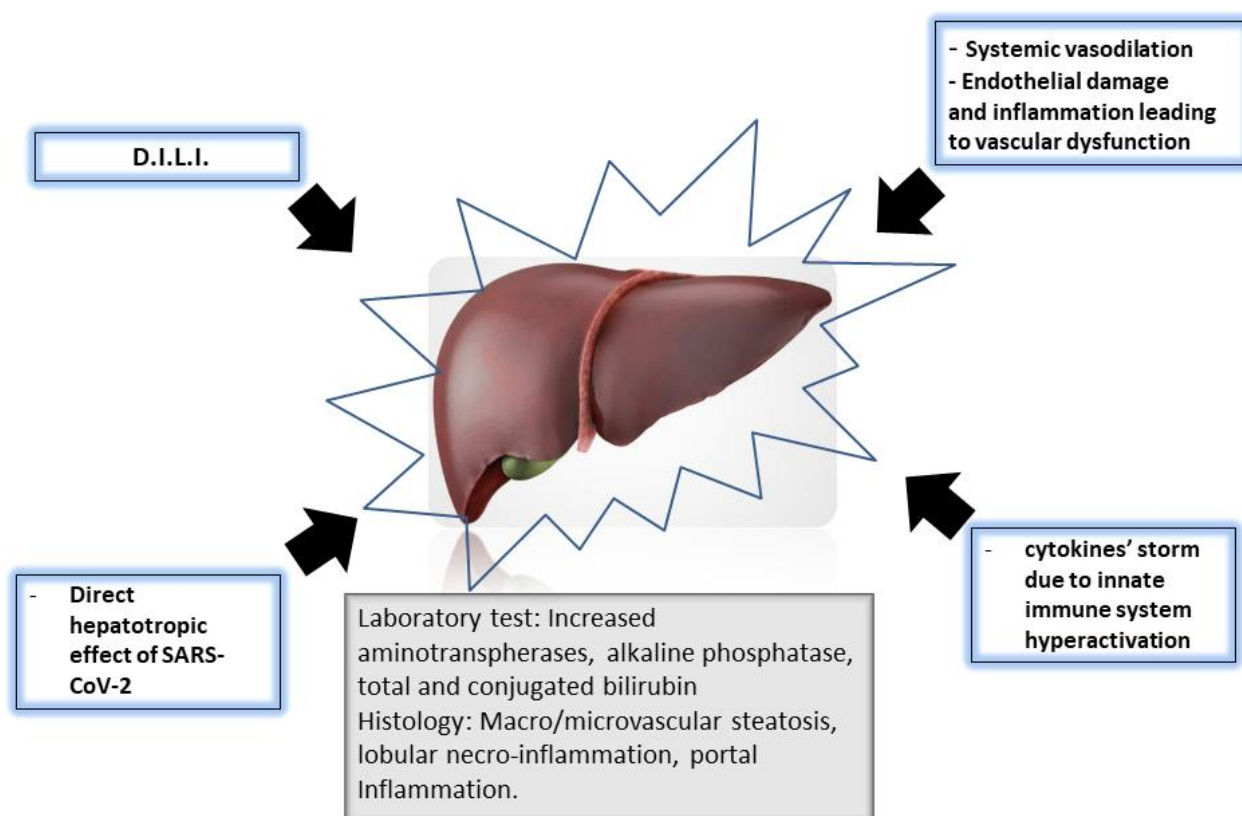 D.I.L.I.
- Systemic vasodilation
- Endothelial damage
and inflammation leading
to vascular dysfunction
- Direct
hepatotropic
effect of SARS-
CoV-2
- cytokines’ storm
due to innate
immune system
hyperactivation
Laboratory test: Increased
aminotranspherases, alkaline phosphatase,
total and conjugated bilirubin
Histology: Macro/microvascular steatosis,
lobular necro-inflammation, portal
Inflammation.